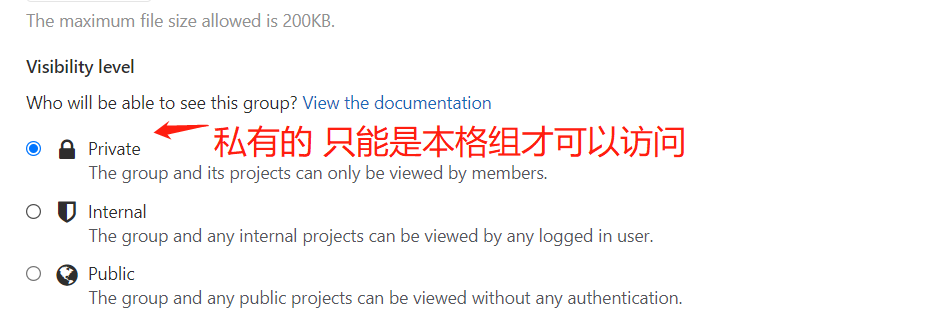 The maximum file size allowed is 200KB.
Visibility level
Who will be able to see this group? View the documentation
私有的 只能是本格组才可以访问
Private
The group and its projects can only be viewed by members.
Internal
The group and any internal projects can be viewed by any logged in user.
Public
The group and any public projects can be viewed without any authentication.